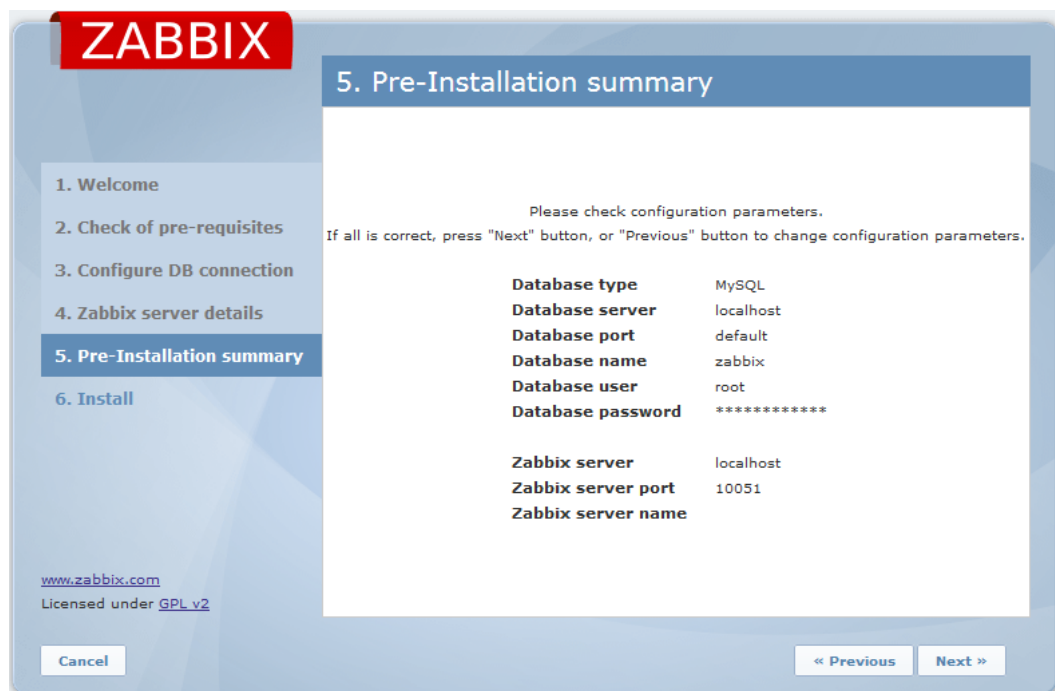 ZABBIX
5. Pre-Installation summary
1. Welcome
2. Check of pre-requisites
3. Configure DB connection
4. Zabbix server details
5. Pre-Installation summary
6. Install
Please check configuration parameters.
If all is correct, press "Next" button, or "Previous" button to change configuration parameters.
Database type MySQL
Database server localhost
Database port default
Database name zabbix
Database user root
Database password ************
Zabbix server localhost
Zabbix server port 10051
Zabbix server name
www.zabbix.com
Licensed under GPL v2
Cancel « Previous Next »